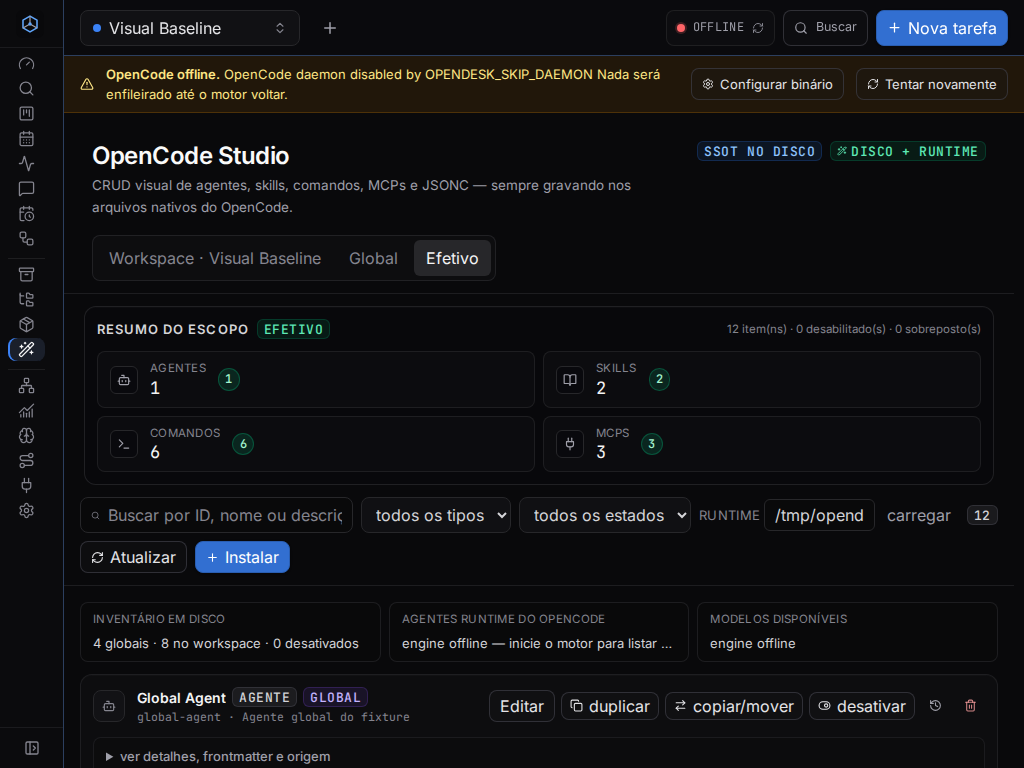 Visual Baseline
OFFLINE
Buscar
Nova tarefa
OpenCode offline. OpenCode daemon disabled by OPENDESK_SKIP_DAEMON Nada será
enfileirado até o motor voltar.
Configurar binário
Tentar novamente
OpenCode Studio
SSOT NO DISCO
DISCO + RUNTIME
CRUD visual de agentes, skills, comandos, MCPs e JSONC — sempre gravando nos
arquivos nativos do OpenCode.
Workspace · Visual Baseline
Global
Efetivo
RESUMO DO ESCOPO
EFETIVO
12 item(ns) · 0 desabilitado(s) · 0 sobreposto(s)
AGENTES
1
1
SKILLS
2
2
COMANDOS
6
6
MCPS
3
3
Buscar por ID, nome ou descriç
todos os tipos
todos os estados
RUNTIME
/tmp/opend
carregar
12
Atualizar
Instalar
INVENTÁRIO EM DISCO
4 globais · 8 no workspace · 0 desativados
AGENTES RUNTIME DO OPENCODE
engine offline — inicie o motor para listar ...
MODELOS DISPONÍVEIS
engine offline
Global Agent
AGENTE
GLOBAL
global-agent · Agente global do fixture
Editar
duplicar
copiar/mover
desativar
ver detalhes, frontmatter e origem